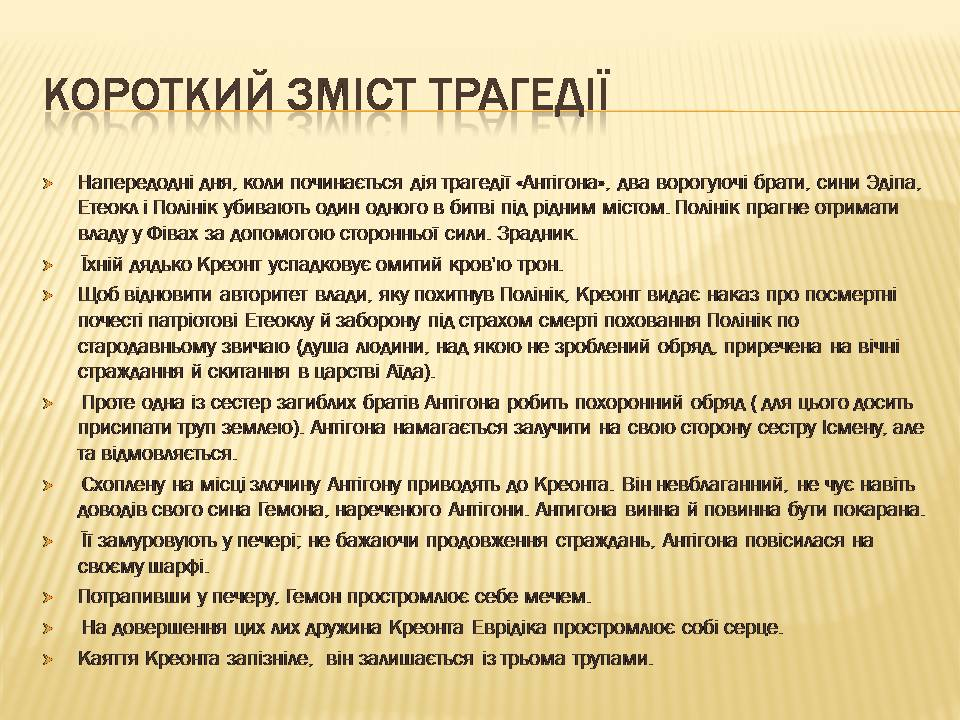 КОРОТКИЙ ЗМІСТ ТРАГЕДІЇ
Напередодні дня, коли починається дія трагедії «Антігона», два ворогуючі брати, сини Эдіпа,
Етеокл і Полінік убивають один одного в битві під рідним містом. Полінік прагне отримати
владу у Фівах за допомогою сторонньої сили. Зрадник.
Їхній дядько Креонт успадковує омитий кров'ю трон.
Щоб відновити авторитет влади, яку похитнув Полінік, Креонт видає наказ про посмертні
почесті патріотові Етеоклу й заборону під страхом смерті поховання Полінік по
стародавньому звичаю (душа людини, над якою не зроблений обряд, приречена на вічні
страждання й скитання в царстві Аїда).
Проте одна із сестер загиблих братів Антігона робить похоронний обряд ( для цього досить
присипати труп землею). Антігона намагається залучити на свою сторону сестру Ісмену, але
та відмовляється.
Схоплену на місці злочину Антігону приводять до Креонта. Він невблаганний, не чує навіть
доводів свого сина Гемона, нареченого Антігони. Антигона винна й повинна бути покарана.
Її замуровують у печері; не бажаючи продовження страждань, Антігона повісилася на
своєму шарфі.
Потрапивши у печеру, Гемон простромлює себе мечем.
На довершення цих лих дружина Креонта Еврідіка простромлює собі серце.
Каяття Креонта запізніле, він залишається із трьома трупами.